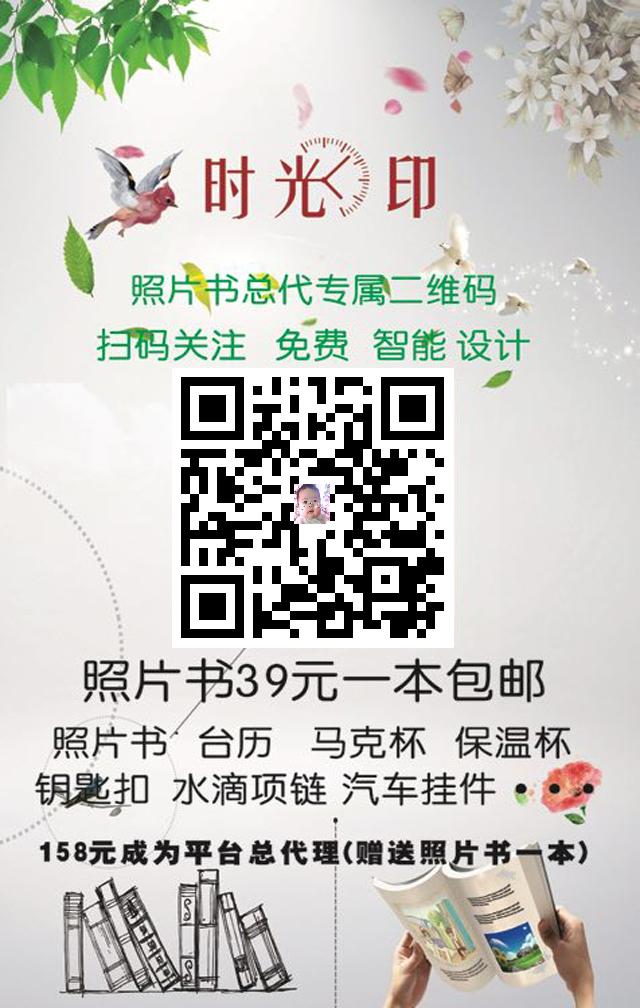 时光印
照片书总代专属二维码
扫码关注 免费 智能 设计
照片书39元一本包邮
照片书 台历 马克杯 保温杯
钥匙扣 水滴项链 汽车挂件
158元成为平台总代理(赠送照片书一本)